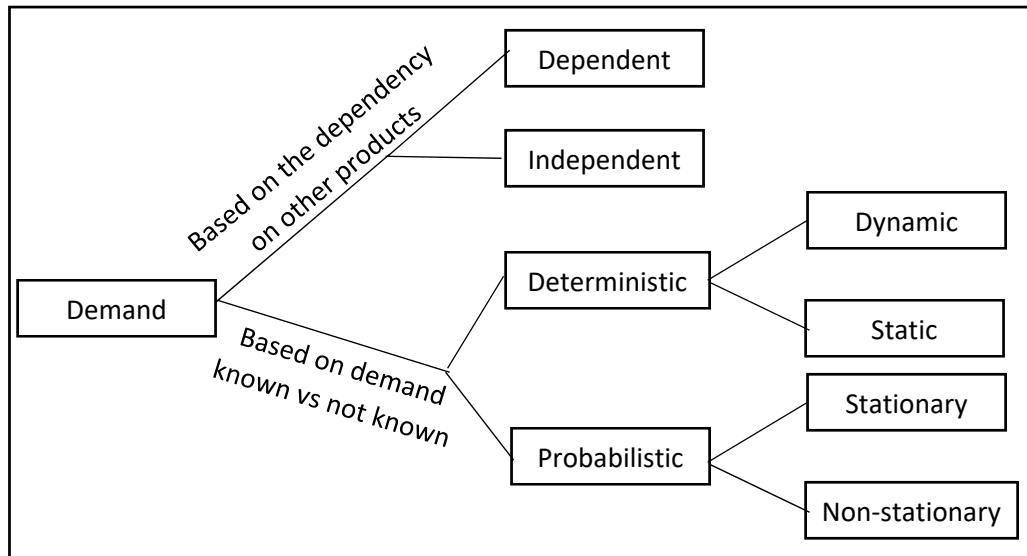 Dependent
Based on the dependency
on other products
Independent
Dynamic
Deterministic
Demand
Static
Based on demand
known vs not known
Stationary
Probabilistic
Non-stationary